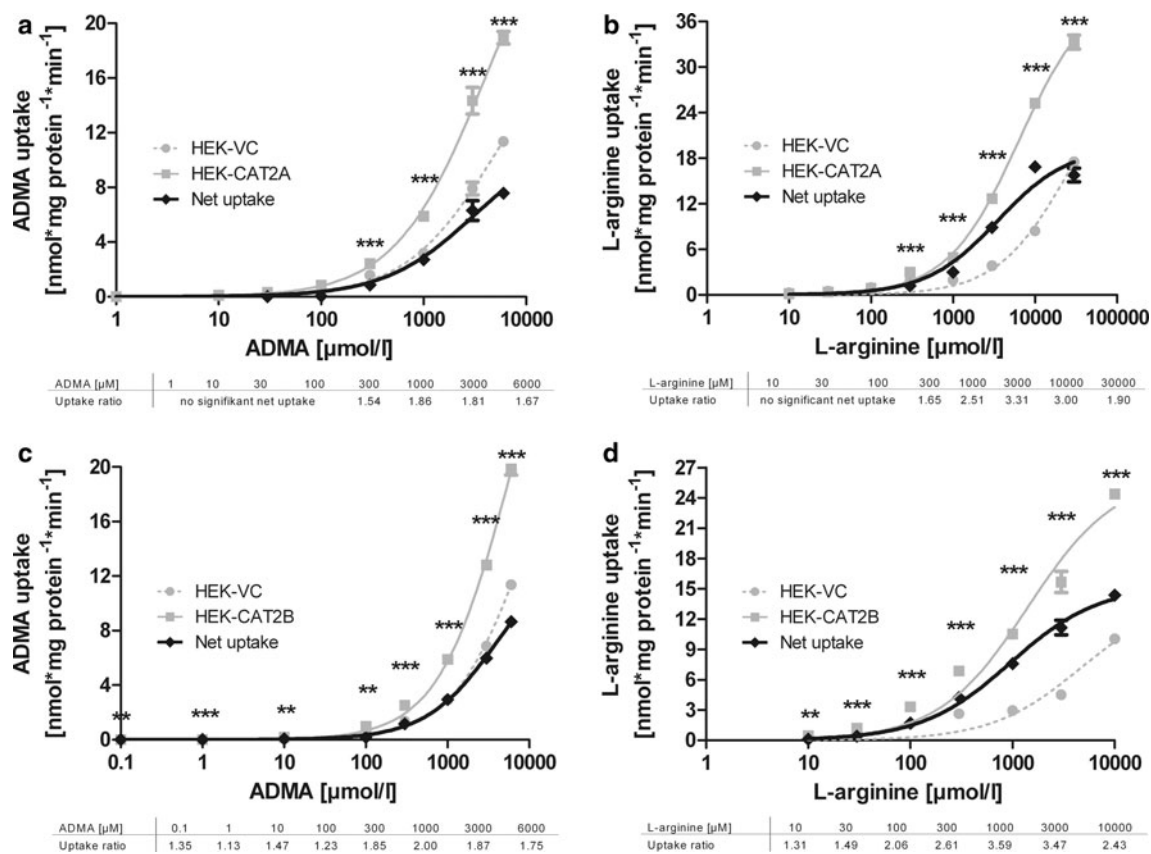 a
ADMA uptake
[nmol*mg protein -1*min-1]
20
16
12
8
4
0
***
***
***
***
HEK-VC
HEK-CAT2A
Net uptake
1
10
100
1000
10000
ADMA [µmol/l]
ADMA [µM] 1 10 30 100 300 1000 3000 6000
Uptake ratio no signifikant net uptake 1.54 1.86 1.81 1.67
b
L-arginine uptake
[nmol*mg protein -1*min-1]
36
30
24
18
12
6
0
***
***
***
***
***
HEK-VC
HEK-CAT2A
Net uptake
1
10
100
1000
10000
100000
L-arginine [µmol/l]
L-arginine [µM] 10 30 100 300 1000 3000 10000 30000
Uptake ratio no significant net uptake 1.65 2.51 3.31 3.00 1.90
c
ADMA uptake
[nmol*mg protein -1*min-1]
20
16
12
8
4
0
**
***
**
**
***
***
***
***
HEK-VC
HEK-CAT2B
Net uptake
0.1
1
10
100
1000
10000
ADMA [µmol/l]
ADMA [µM] 0.1 1 10 100 300 1000 3000 6000
Uptake ratio 1.35 1.13 1.47 1.23 1.85 2.00 1.87 1.75
d
L-arginine uptake
[nmol*mg protein -1*min-1]
27
24
21
18
15
12
9
6
3
0
**
***
***
***
***
***
***
HEK-VC
HEK-CAT2B
Net uptake
1
10
100
1000
10000
L-arginine [µmol/l]
L-arginine [µM] 10 30 100 300 1000 3000 10000
Uptake ratio 1.31 1.49 2.06 2.61 3.59 3.47 2.43